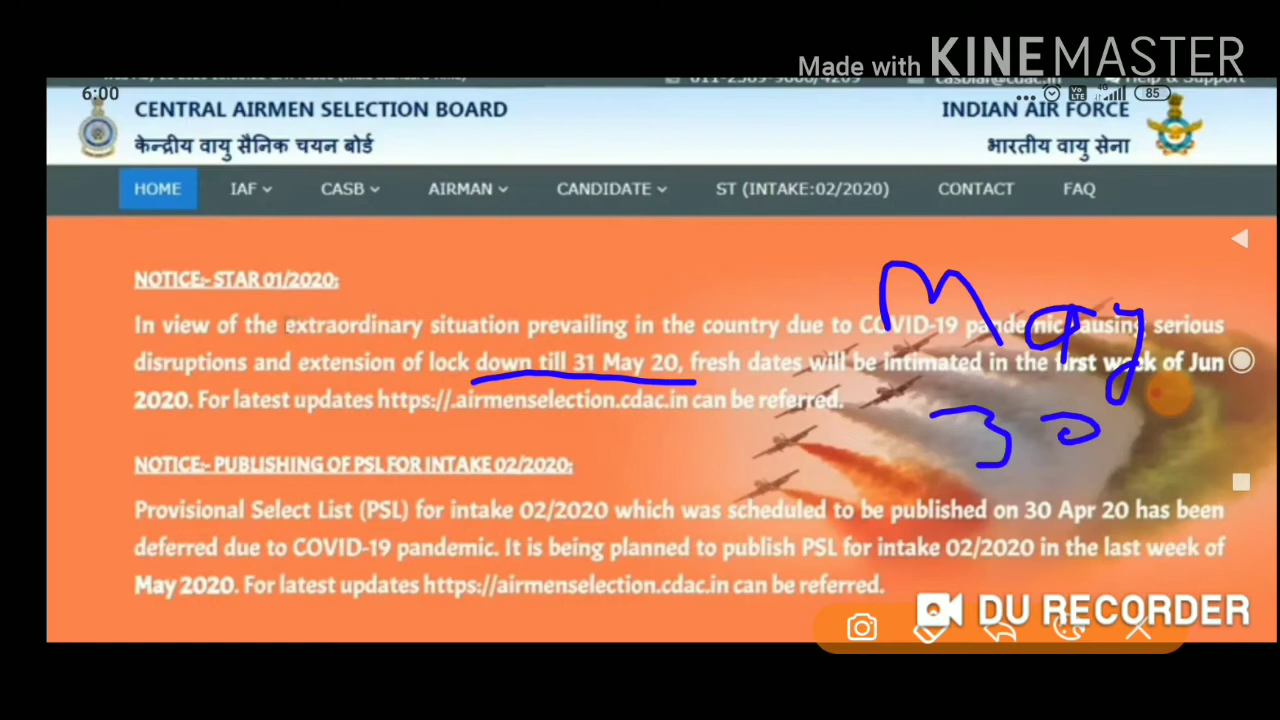 Made with KINEMASTER
6:00
85
CENTRAL AIRMEN SELECTION BOARD
INDIAN AIR FORCE
केन्द्रीय वायु सैनिक चयन बोर्ड
भारतीय वायु सेना
HOME IAF CASB AIRMAN CANDIDATE ST (INTAKE:02/2020) CONTACT FAQ
NOTICE:- STAR 01/2020:
In view of the extraordinary situation prevailing in the country due to COVID-19 pandemic causing serious
disruptions and extension of lock down till 31 May 20, fresh dates will be intimated in the first week of Jun
2020. For latest updates https://.airmenselection.cdac.in can be referred.
May
30
NOTICE:- PUBLISHING OF PSL FOR INTAKE 02/2020:
Provisional Select List (PSL) for intake 02/2020 which was scheduled to be published on 30 Apr 20 has been
deferred due to COVID-19 pandemic. It is being planned to publish PSL for intake 02/2020 in the last week of
May 2020. For latest updates https://airmenselection.cdac.in can be referred.
DU RECORDER